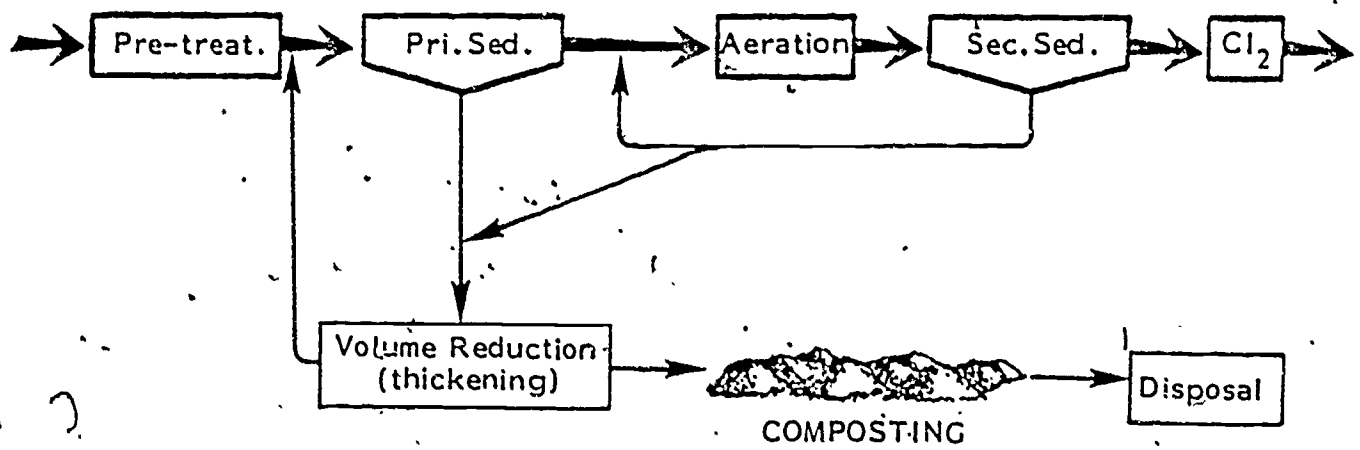 Pre-treat.
Pri. Sed.
Aeration
Sec. Sed.
Cl2
Volume Reduction
(thickening)
COMPOSTING
Disposal